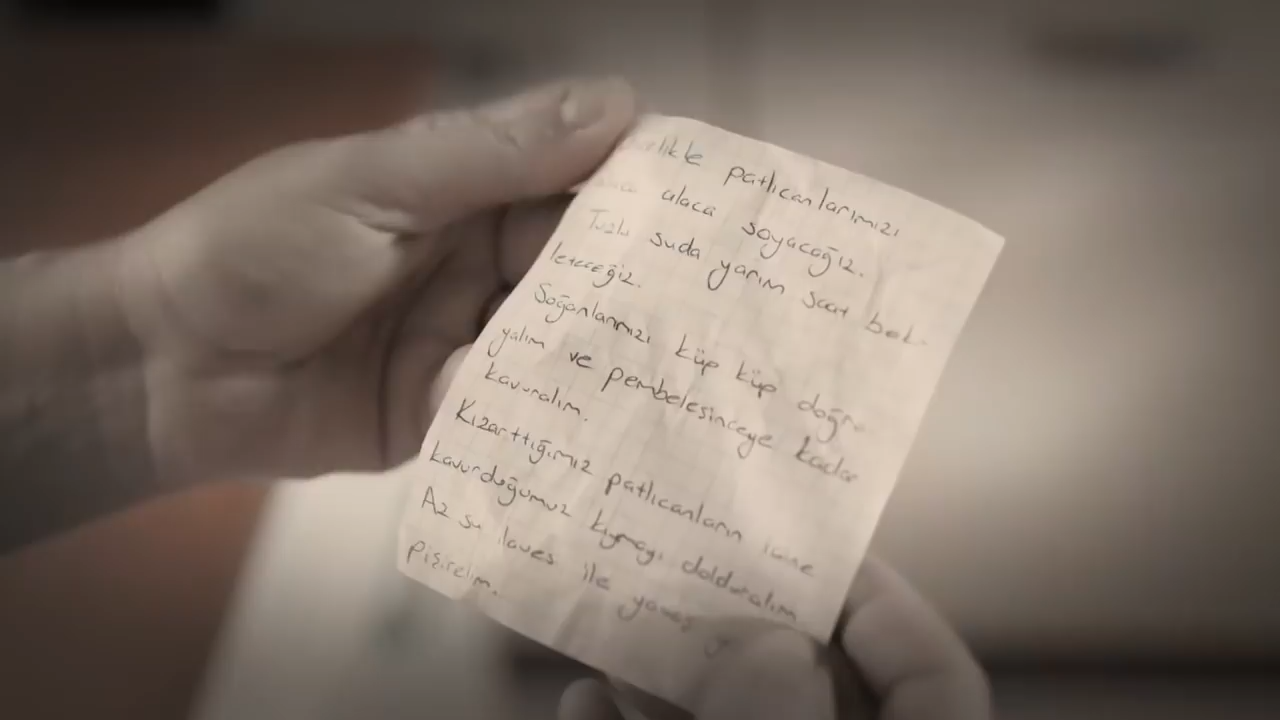 patlıcanlarımızı
alaca soyacağız.
Tuzlu suda yarım saat bek
leteceğiz.
Soğanlarımızı küp küp doğra
yalım ve pembeleşinceye kadar
kavuralım.
Kızarttığımız patlıcanların içine
kavurduğumuz kıymayı dolduralım
Az su ilavesi ile yavaş
pişirelim.